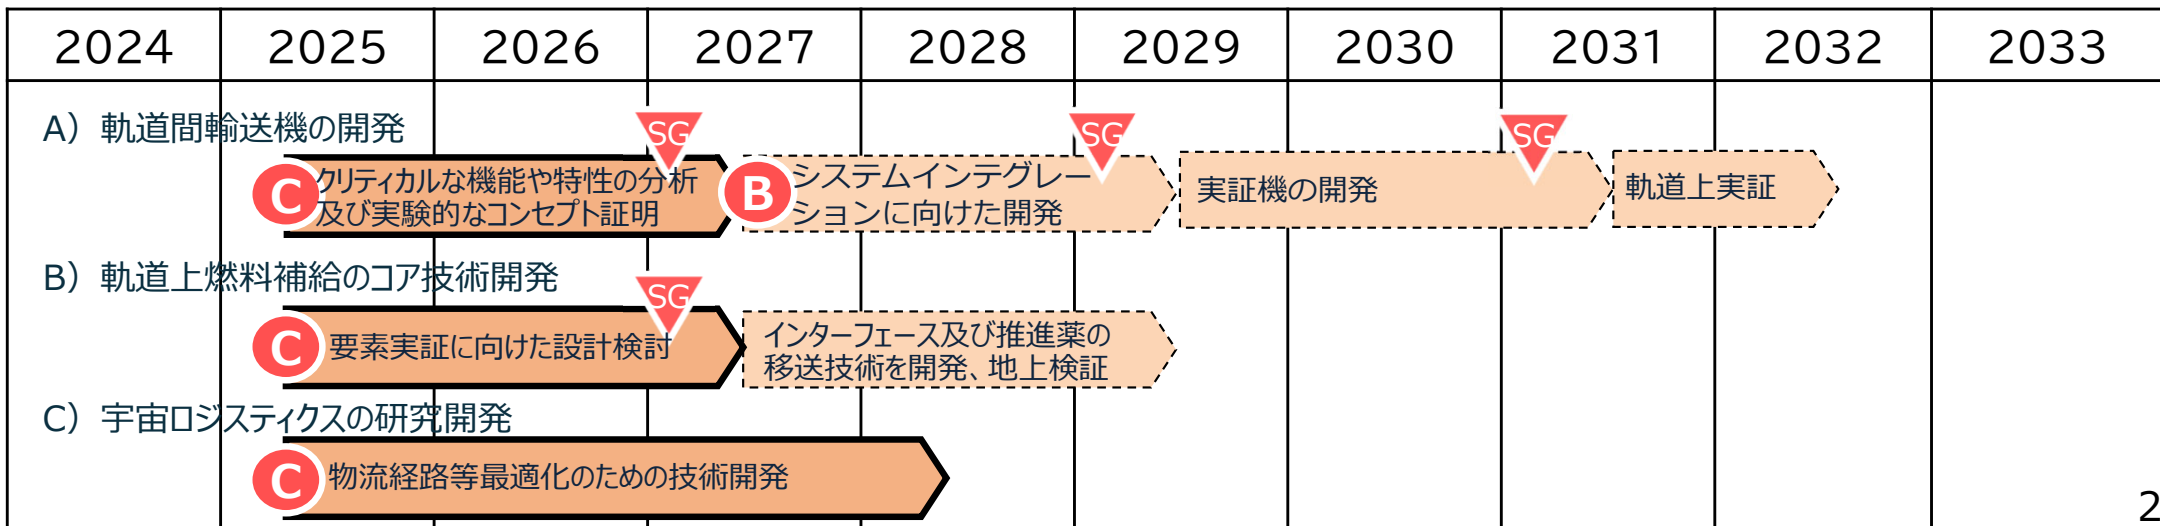 2024 2025 2026 2027 2028 2029 2030 2031 2032 2033
A）軌道間輸送機の開発
SG SG SG
C クリティカルな機能や特性の分析
及び実験的なコンセプト証明
B システムインテグレー
ションに向けた開発
実証機の開発
軌道上実証
B）軌道上燃料補給のコア技術開発
SG
C 要素実証に向けた設計検討
インターフェース及び推進薬の
移送技術を開発、地上検証
C）宇宙ロジスティクスの研究開発
C 物流経路等最適化のための技術開発
2